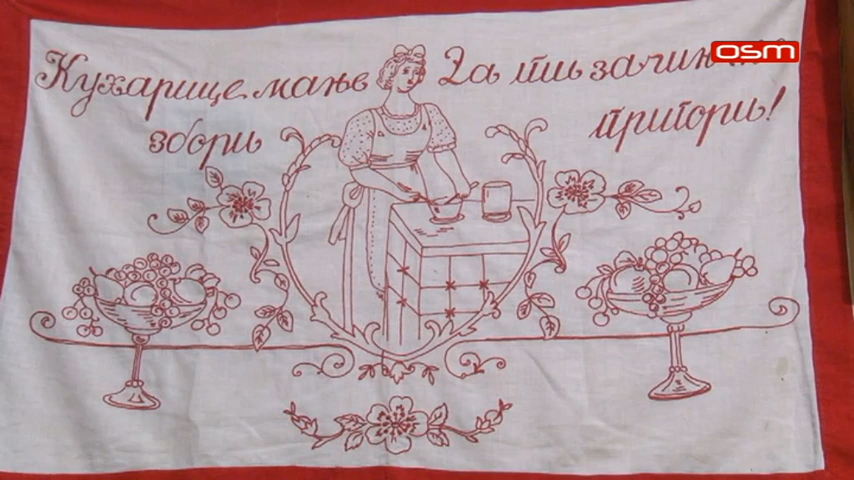 Кухарице мање
збори
Да ти зачин
пригори!
OSM